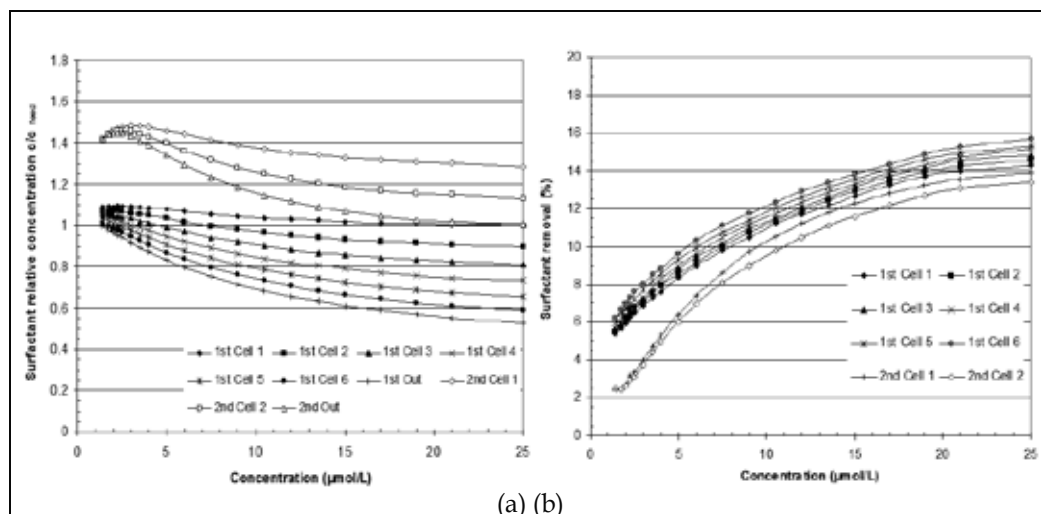 1.8
1.6
1.4
1.2
1
0.8
0.6
0.4
0.2
0
0 5 10 15 20 25
Surfactant relative concentration c/c
Concentration (µmol/L)
1st Cell 1 1st Cell 2 1st Cell 3 1st Cell 4
1st Cell 5 1st Cell 6 1st Out 2nd Cell 1
2nd Cell 2 2nd Out
20
18
16
14
12
10
8
6
4
2
0
0 5 10 15 20 25
Surfactant removal (%)
Concentration (µmol/L)
1st Cell 1 1st Cell 2
1st Cell 3 1st Cell 4
1st Cell 5 1st Cell 6
2nd Cell 1 2nd Cell 2
(a) (b)